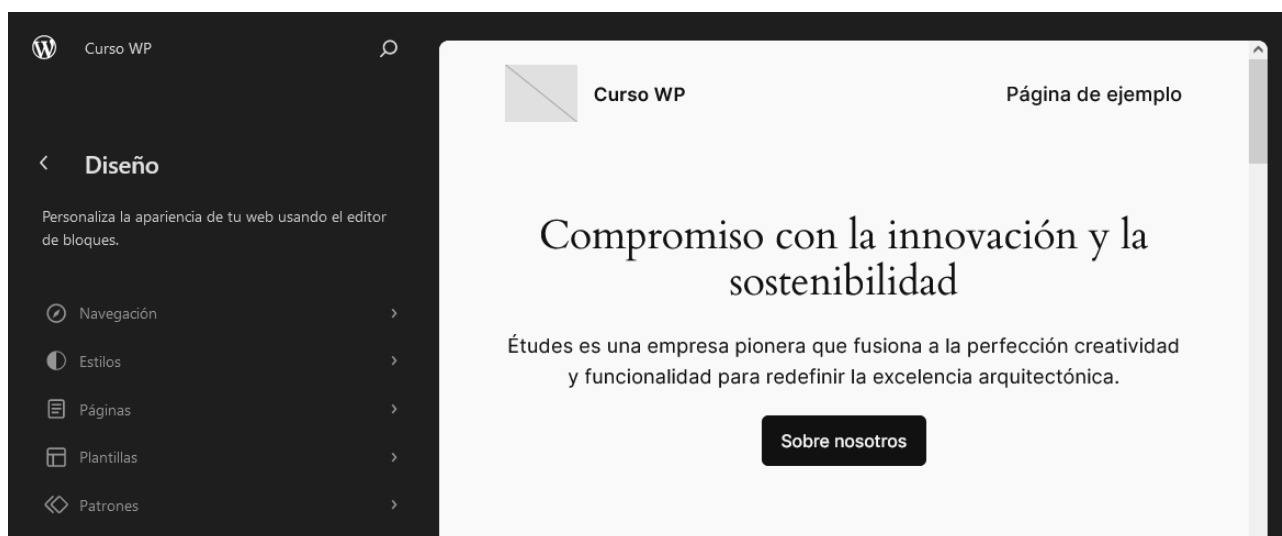 Curso WP
Diseño
Personaliza la apariencia de tu web usando el editor
de bloques.
Navegación
Estilos
Páginas
Plantillas
Patrones
Curso WP
Página de ejemplo
Compromiso con la innovación y la
sostenibilidad
Études es una empresa pionera que fusiona a la perfección creatividad
y funcionalidad para redefinir la excelencia arquitectónica.
Sobre nosotros